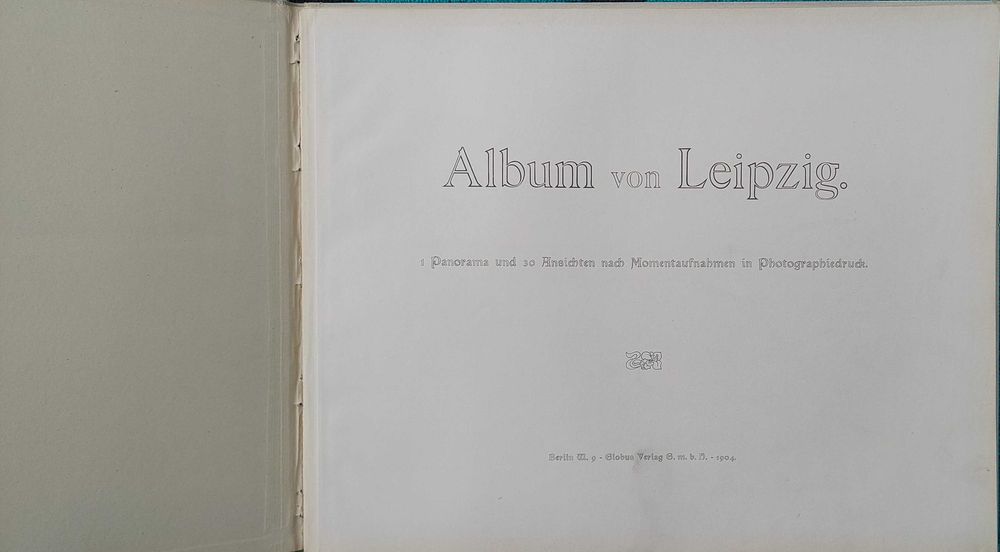 Album von Leipzig.
1 Panorama und 30 Ansichten nach Momentaufnahmen in Photographiedruck.
Berlin W. 9 - Globus Verlag G. m. b. H. - 1904.